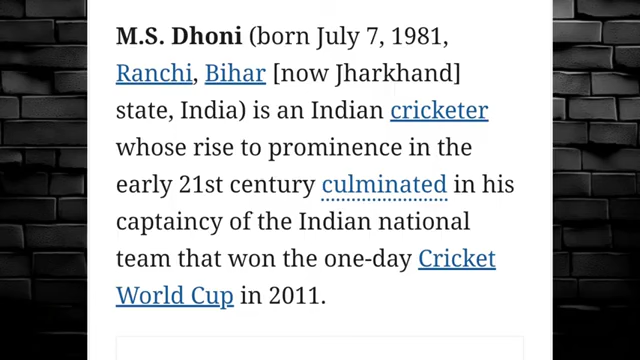 M.S. Dhoni (born July 7, 1981,
Ranchi, Bihar [now Jharkhand]
state, India) is an Indian cricketer
whose rise to prominence in the
early 21st century culminated in his
captaincy of the Indian national
team that won the one-day Cricket
World Cup in 2011.